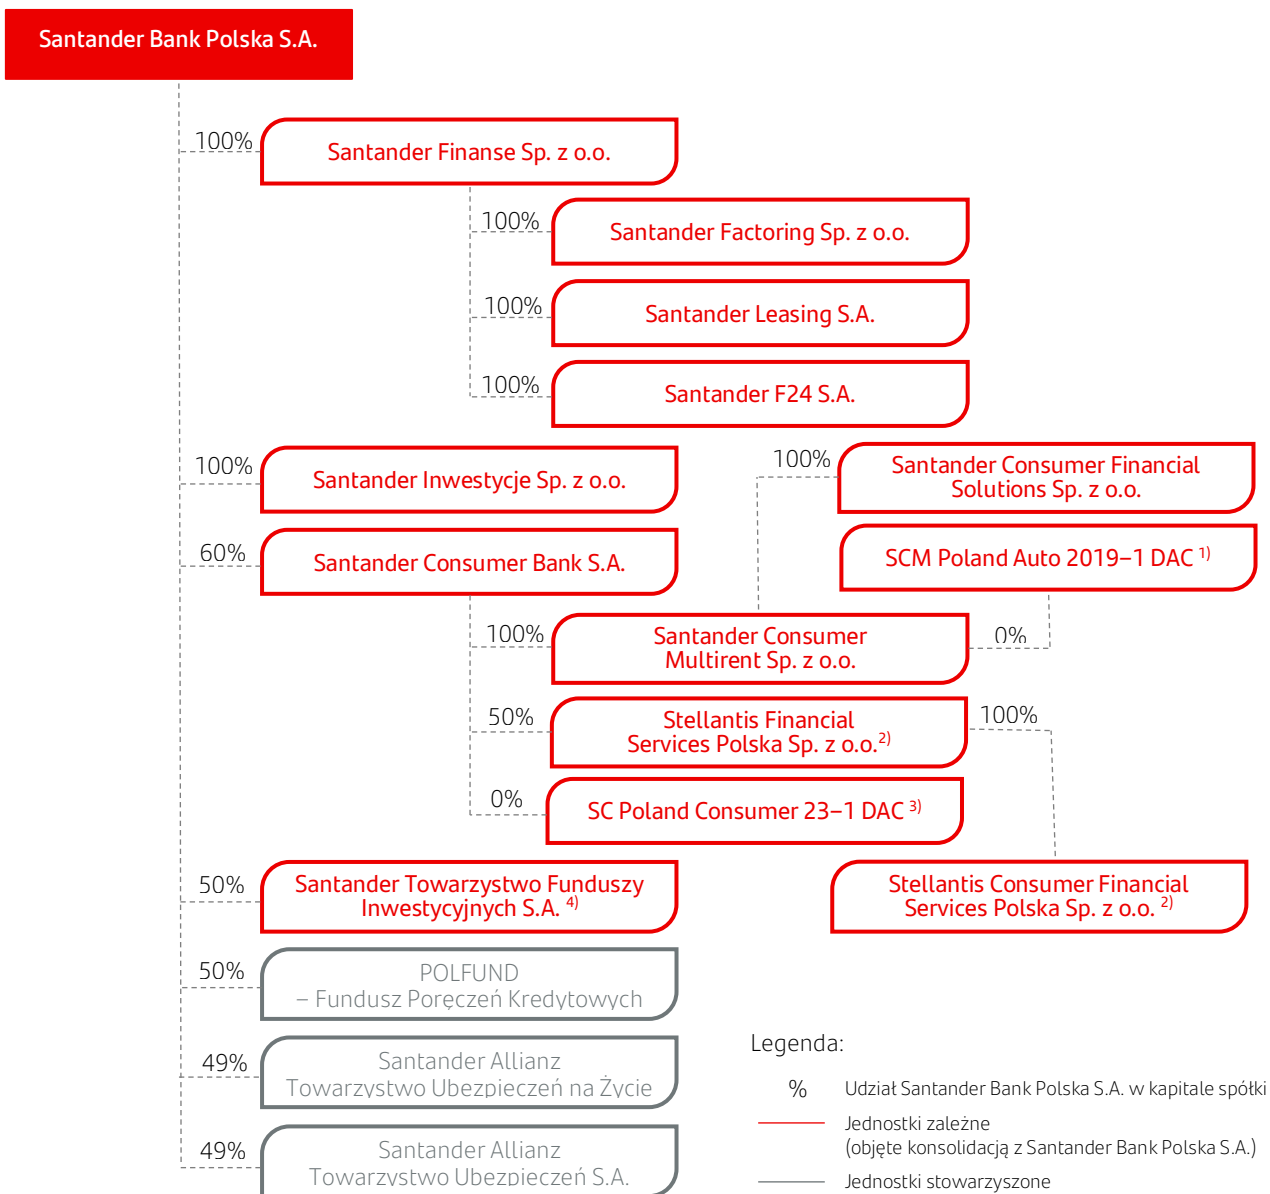 Santander Bank Polska S.A.
100%
Santander Finanse Sp. z o.o.
100%
Santander Factoring Sp. z o.o.
100%
Santander Leasing S.A.
100%
Santander F24 S.A.
100%
Santander Inwestycje Sp. z o.o.
100%
Santander Consumer Financial
Solutions Sp. z o.o.
60%
Santander Consumer Bank S.A.
SCM Poland Auto 2019–1 DAC 1)
100%
Santander Consumer
Multirent Sp. z o.o.
0%
50%
Stellantis Financial
Services Polska Sp. z o.o.2)
100%
0%
SC Poland Consumer 23–1 DAC 3)
50%
Santander Towarzystwo Funduszy
Inwestycyjnych S.A. 4)
Stellantis Consumer Financial
Services Polska Sp. z o.o. 2)
50%
POLFUND
– Fundusz Poręczeń Kredytowych
49%
Santander Allianz
Towarzystwo Ubezpieczeń na Życie
49%
Santander Allianz
Towarzystwo Ubezpieczeń S.A.
Legenda:
% Udział Santander Bank Polska S.A. w kapitale spółki
Jednostki zależne
(objęte konsolidacją z Santander Bank Polska S.A.)
Jednostki stowarzyszone